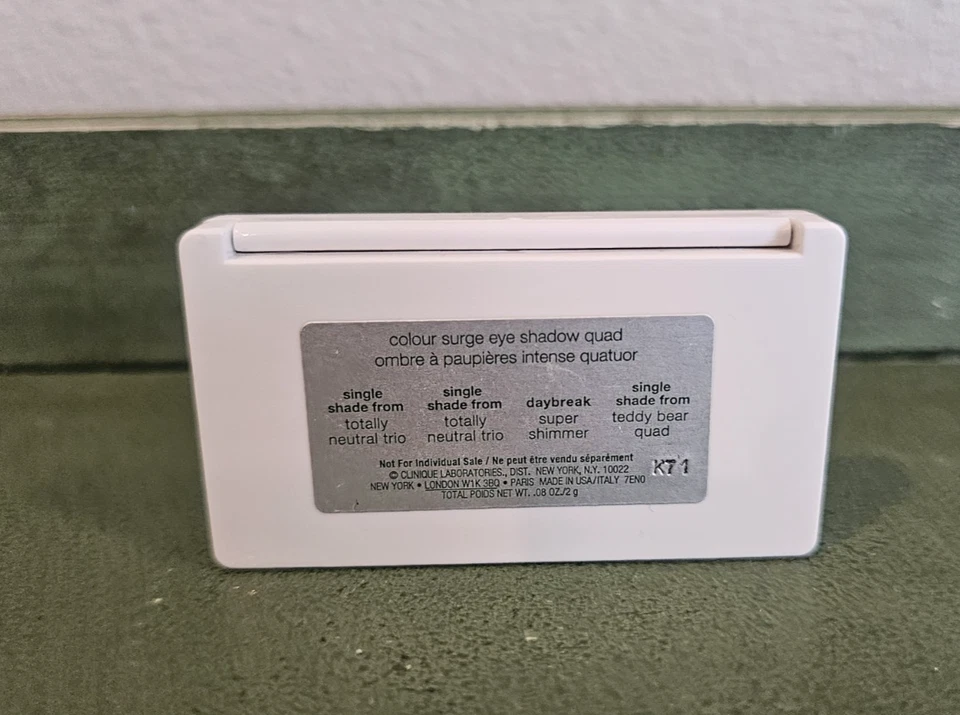 colour surge eye shadow quad
ombre à paupières intense quatuor
single
shade from
totally
neutral trio
single
shade from
totally
neutral trio
daybreak
super
shimmer
single
shade from
teddy bear
quad
Not For Individual Sale / Ne peut être vendu séparément
© CLINIQUE LABORATORIES., DIST. NEW YORK, N.Y. 10022
NEW YORK • LONDON W1K 3BQ • PARIS MADE IN USA/ITALY 7EN0
TOTAL POIDS NET WT. .08 OZ./2 g
K71